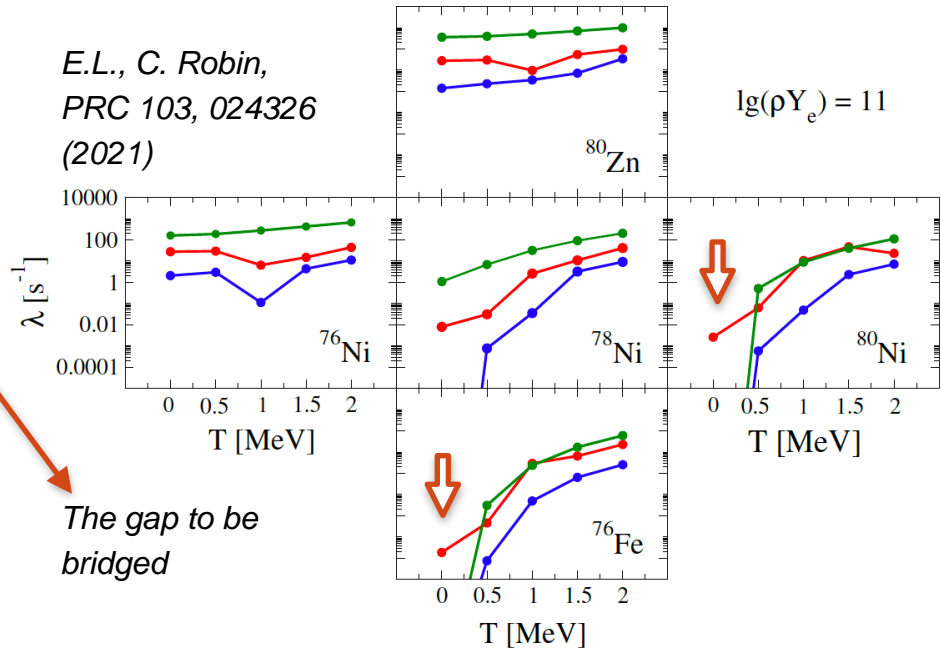 E.L., C. Robin,
PRC 103, 024326
(2021)
lg(ρYₑ) = 11
⁸⁰Zn
10000
100
1
0.01
0.0001
λ [s⁻¹]
⁷⁶Ni
⁷⁸Ni
⁸⁰Ni
0 0.5 1 1.5 2
T [MeV]
0 0.5 1 1.5 2
T [MeV]
⁷⁶Fe
The gap to be
bridged
0 0.5 1 1.5 2
T [MeV]